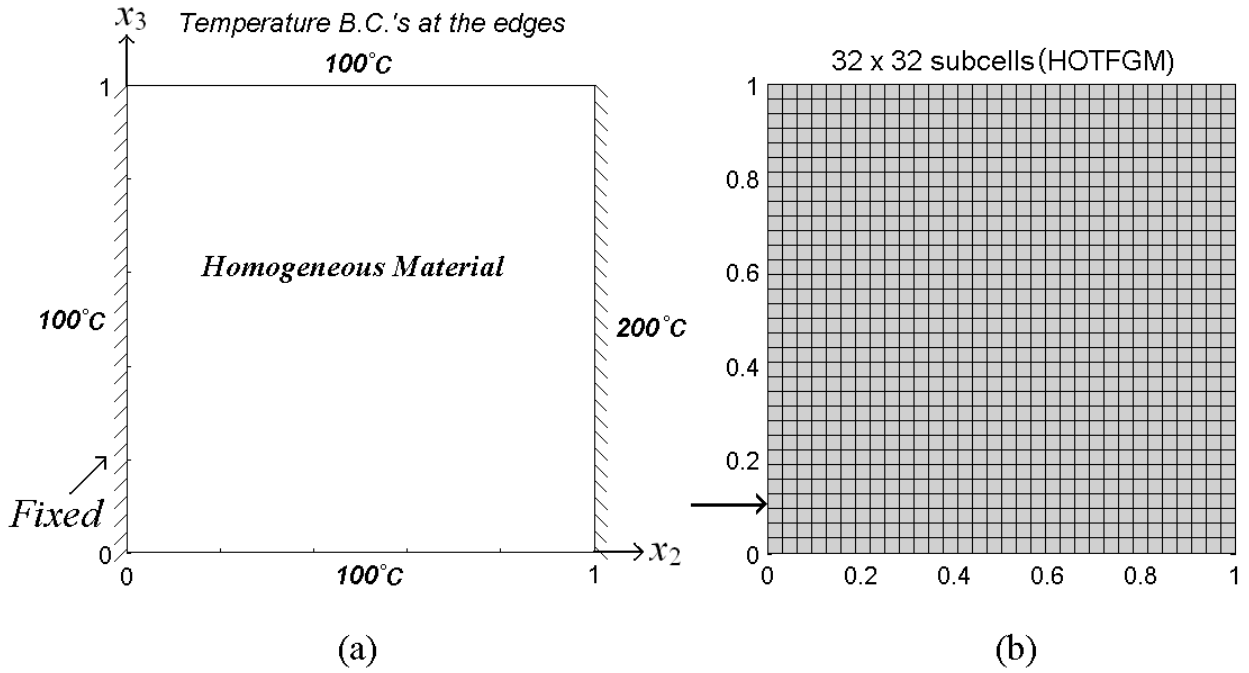 x₃
Temperature B.C.'s at the edges
100°C
1
Homogeneous Material
100°C
200°C
Fixed
0
x₂
0
100°C
1
(a)
32 x 32 subcells (HOTFGM)
1
0.8
0.6
0.4
0.2
0
0 0.2 0.4 0.6 0.8 1
(b)